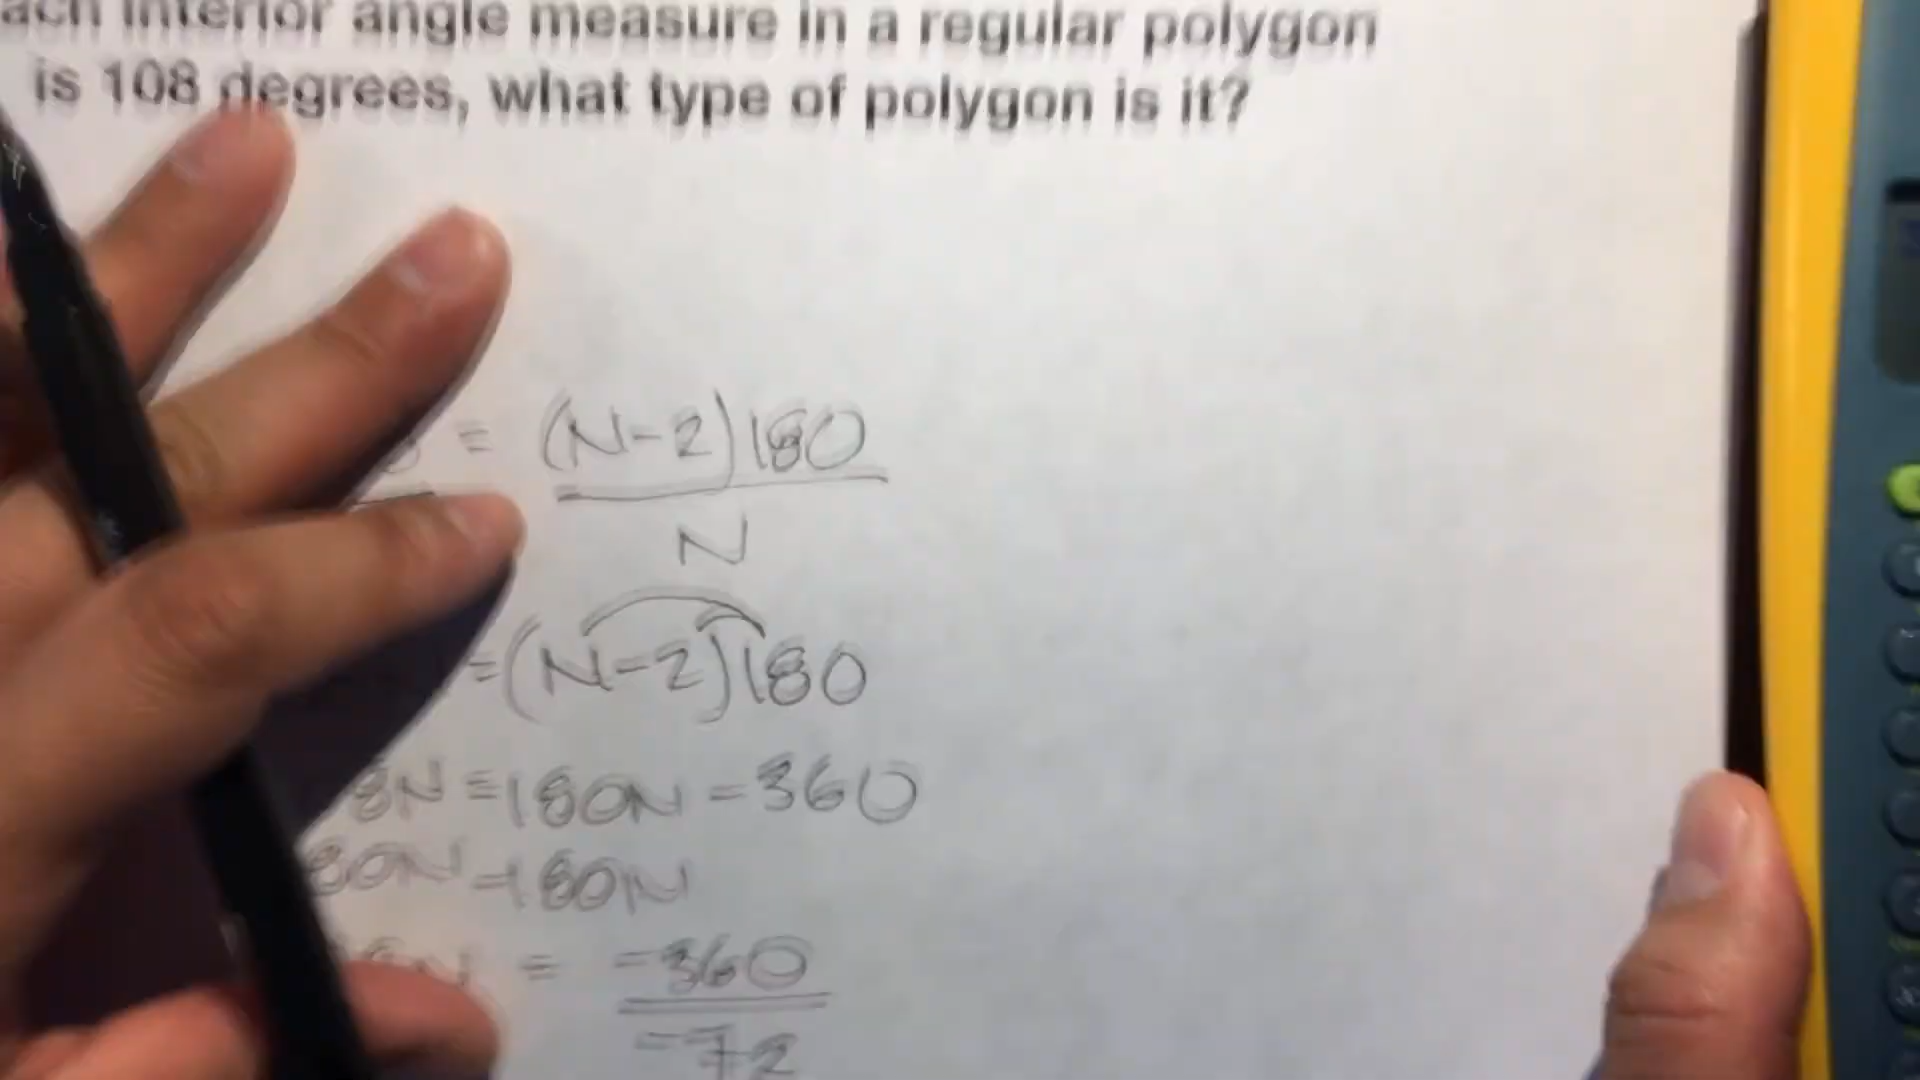 interior angle measure in a regular polygon
is 108 degrees, what type of polygon is it?
= (N-2)180
N
=(N-2)180
8N =180N-360
80N -180N
N = -360
-72